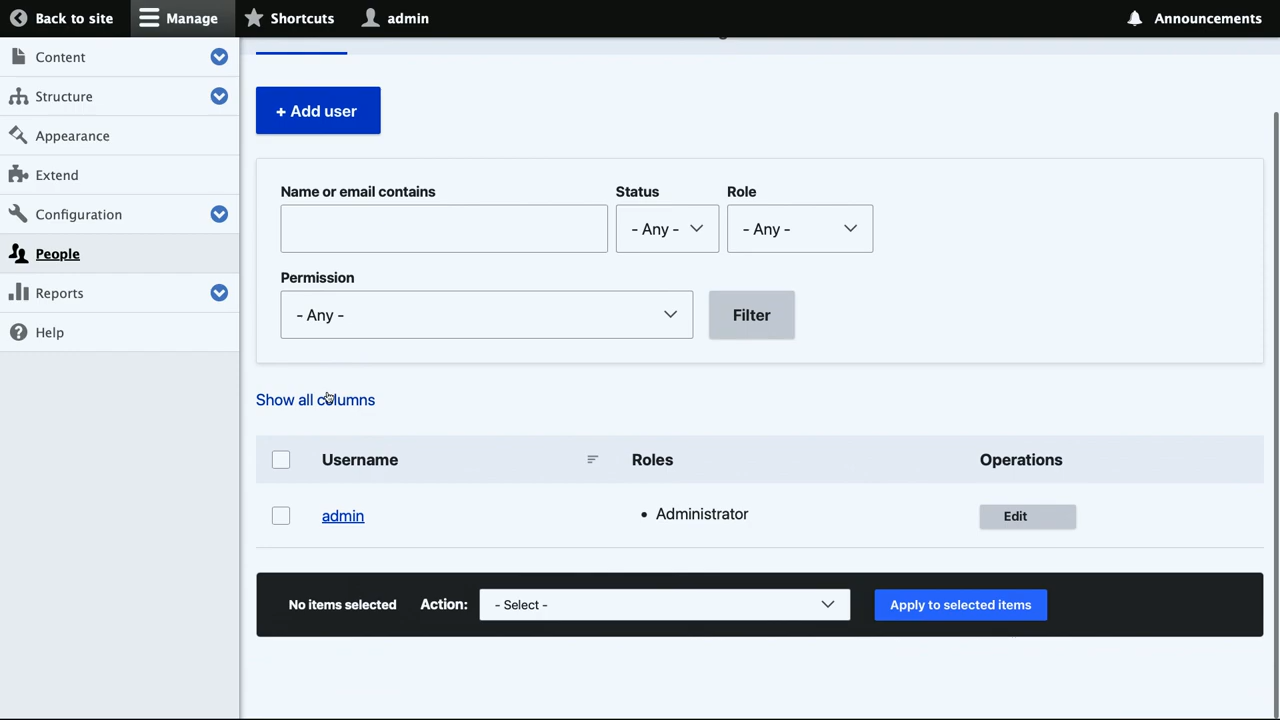 Back to site
Manage
Shortcuts
admin
Announcements
Content
Structure
Appearance
Extend
Configuration
People
Reports
Help
+ Add user
Name or email contains
Status
Role
- Any -
- Any -
Permission
- Any -
Filter
Show all columns
Username
Roles
Operations
admin
Administrator
Edit
No items selected
Action:
- Select -
Apply to selected items